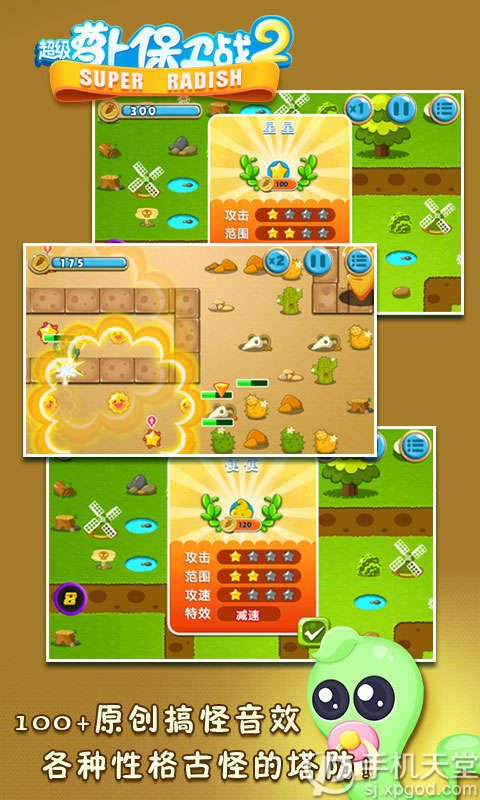 超级萝卜保卫战2
SUPER RADISH
300
x1
星星
100
攻击
范围
175
x2
便便
120
攻击
范围
攻速
特效 减速
8
100+原创搞怪音效
各种性格古怪的塔防
手机天堂
sj.xpgod.com